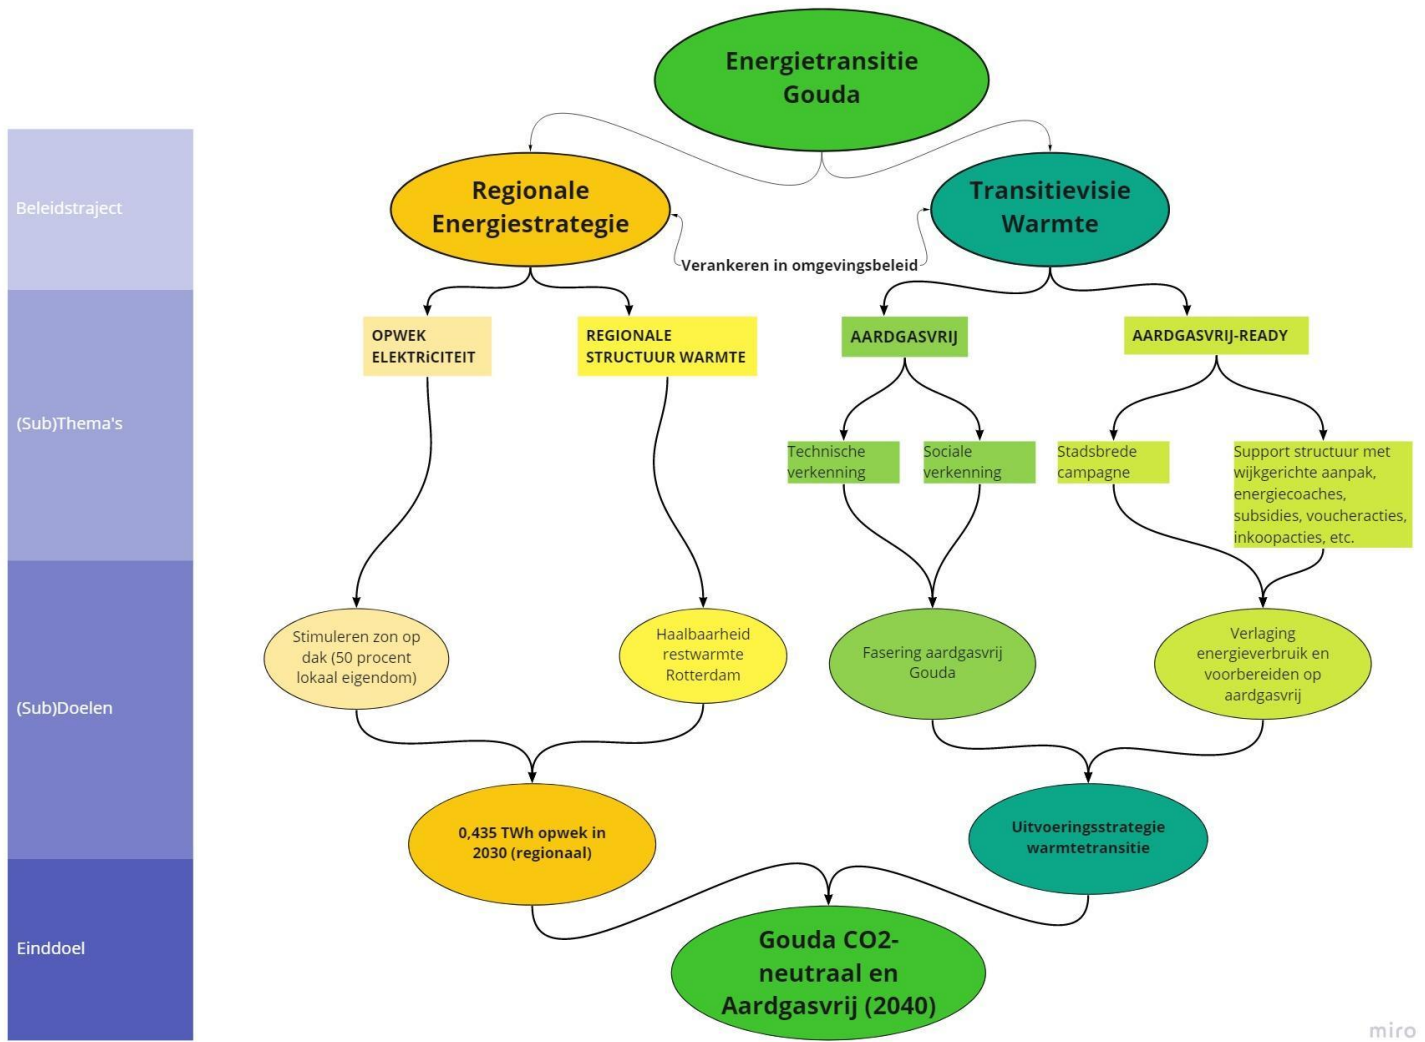 Energietransitie
Gouda
Beleidstraject
Regionale
Energiestrategie
Transitievisie
Warmte
Verankeren in omgevingsbeleid
(Sub)Thema's
OPWEK
ELEKTRiCITEIT
REGIONALE
STRUCTUUR WARMTE
AARDGASVRIJ
AARDGASVRIJ-READY
Technische
verkenning
Sociale
verkenning
Stadsbrede
campagne
Support structuur met
wijkgerichte aanpak,
energiecoaches,
subsidies, voucheracties,
inkoopacties, etc.
(Sub)Doelen
Stimuleren zon op
dak (50 procent
lokaal eigendom)
Haalbaarheid
restwarmte
Rotterdam
Fasering aardgasvrij
Gouda
Verlaging
energieverbruik en
voorbereiden op
aardgasvrij
0,435 TWh opwek in
2030 (regionaal)
Uitvoeringsstrategie
warmtetransitie
Einddoel
Gouda CO2-
neutraal en
Aardgasvrij (2040)
miro